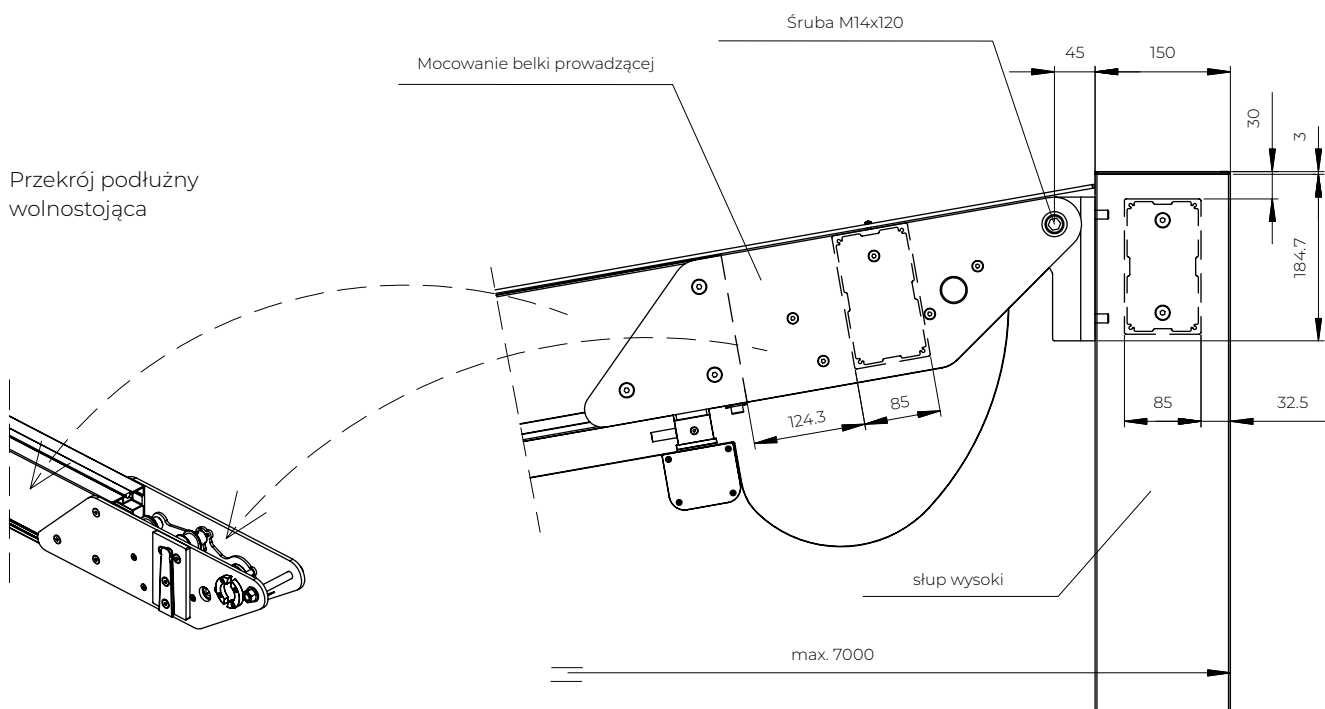 Śruba M14x120
Mocowanie belki prowadzącej
45
150
30
3
Przekrój podłużny
wolnostojąca
184.7
124.3
85
85
32.5
słup wysoki
max. 7000